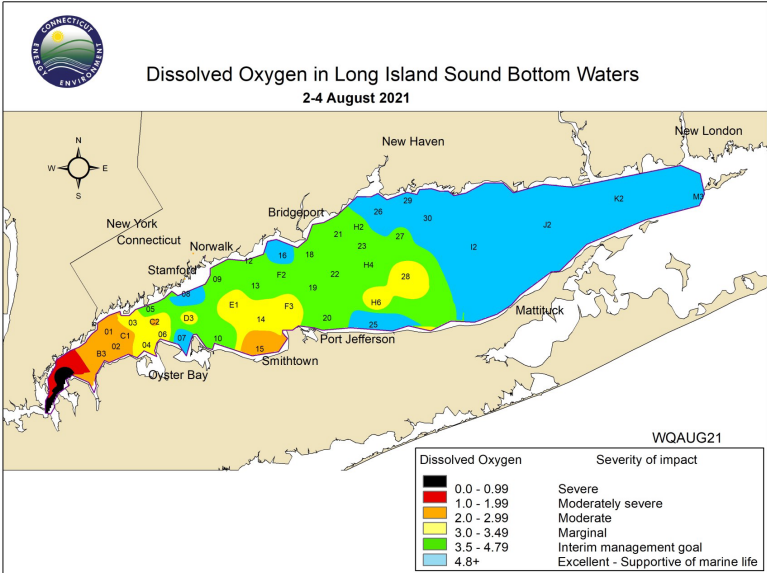 CONNECTICUT
ENERGY ENVIRONMENT
Dissolved Oxygen in Long Island Sound Bottom Waters
2-4 August 2021
N
W E
S
New London
New Haven
New York
Connecticut
Bridgeport
Norwalk
Stamford
29
26
30
K2
M3
J2
I2
H2
21
27
23
16
18
12
H4
28
22
F2
09
13
19
H6
08
05
E1
F3
14
D3
03
C2
01
C1
06
02
04
B3
07
10
15
20
25
Mattituck
Port Jefferson
Smithtown
Oyster Bay
WQAUG21
Dissolved Oxygen Severity of impact
0.0 - 0.99 Severe
1.0 - 1.99 Moderately severe
2.0 - 2.99 Moderate
3.0 - 3.49 Marginal
3.5 - 4.79 Interim management goal
4.8+ Excellent - Supportive of marine life